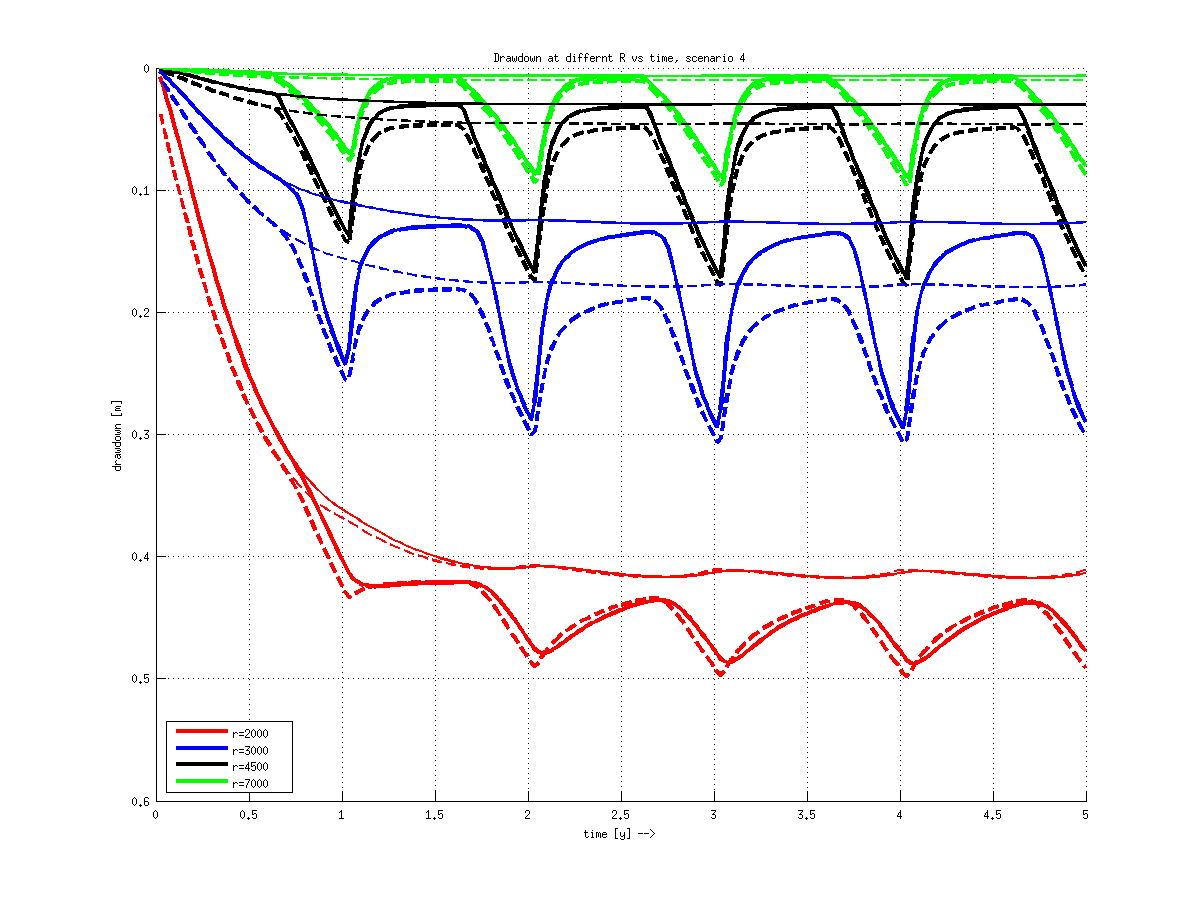 Drawdown at differnt R vs time, scenario 4
0
0.1
0.2
0.3
0.4
0.5
0.6
drawdown [m]
r=2000
r=3000
r=4500
r=7000
0 0.5 1 1.5 2 2.5 3 3.5 4 4.5 5
time [y] -->